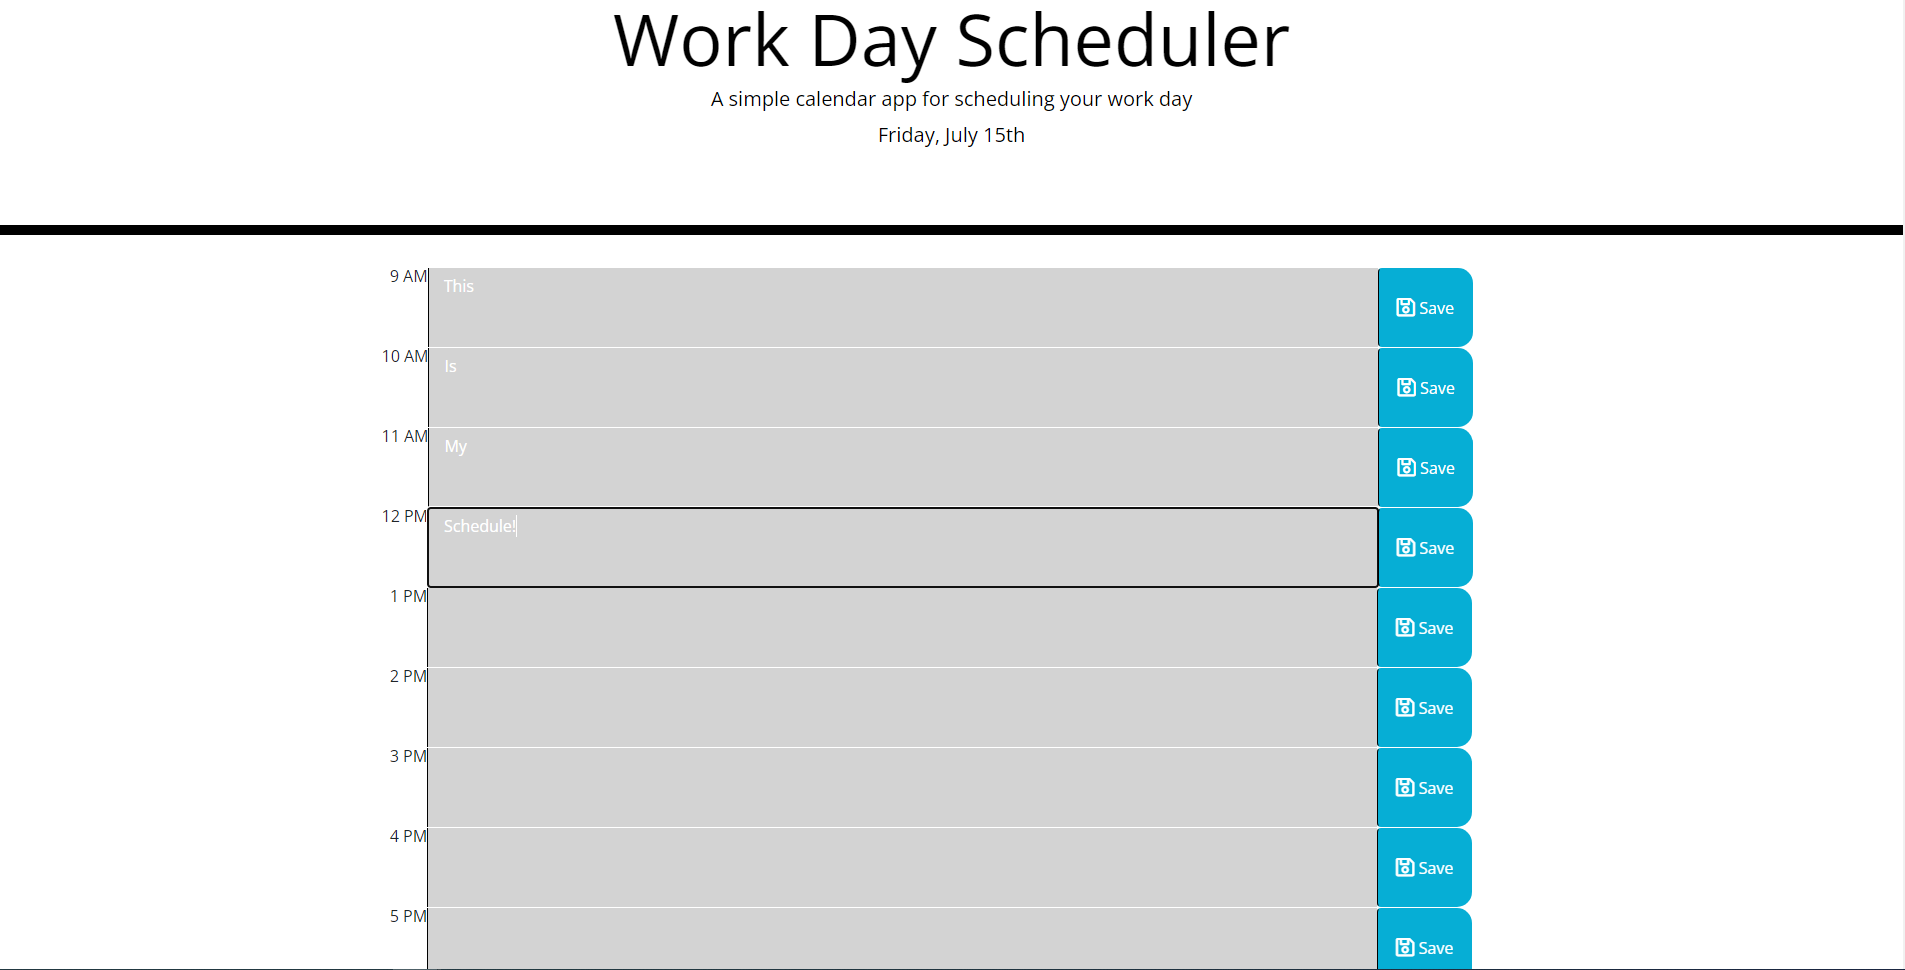 Work Day Scheduler
A simple calendar app for scheduling your work day
Friday, July 15th
9 AM This Save
10 AM Is Save
11 AM My Save
12 PM Schedule! Save
1 PM Save
2 PM Save
3 PM Save
4 PM Save
5 PM Save